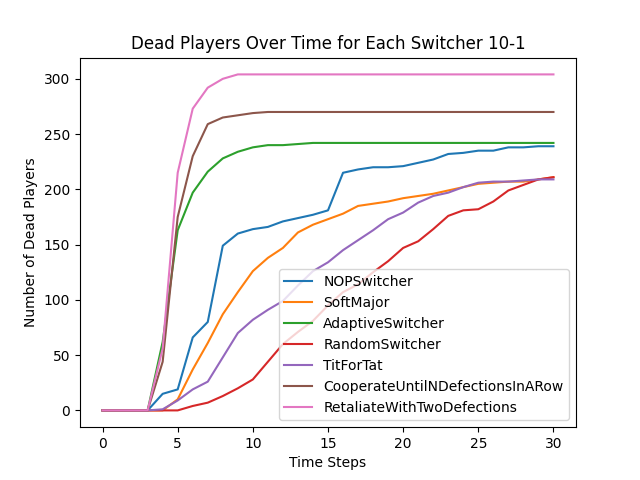 Dead Players Over Time for Each Switcher 10-1
Number of Dead Players
300
250
200
150
100
50
0
NOPSwitcher
SoftMajor
AdaptiveSwitcher
RandomSwitcher
TitForTat
CooperateUntilNDefectionsInARow
RetaliateWithTwoDefections
0 5 10 15 20 25 30
Time Steps